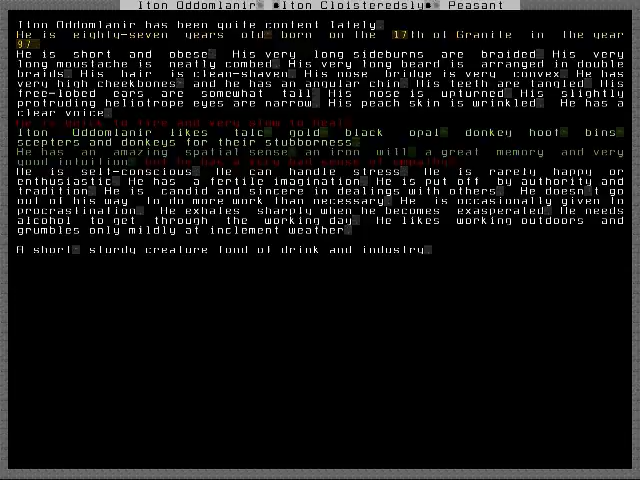 Iton Oddomlanir, "Iton Cloisteredsly", Peasant
Iton Oddomlanir has been quite content lately.
He is eighty-seven years old, born on the 17th of Granite in the year
97.
He is short and obese. His very long sideburns are braided. His very
long moustache is neatly combed. His very long beard is arranged in double
braids. His hair is clean-shaven. His nose bridge is very convex. He has
very high cheekbones, and he has an angular chin. His teeth are tangled. His
free-lobed ears are somewhat tall. His nose is upturned. His slightly
protruding heliotrope eyes are narrow. His peach skin is wrinkled. He has a
clear voice.
He is quick to tire and very slow to heal.
Iton Oddomlanir likes talc, gold, black opal, donkey hoof, bins,
scepters and donkeys for their stubborness.
He has an amazing spatial sense, an iron will, a great memory and very
good intuition, but he has a very bad sense of empathy.
He is self-conscious. He can handle stress. He is rarely happy or
enthusiastic. He has a fertile imagination. He is put off by authority and
tradition. He is candid and sincere in dealings with others. He doesn't go
out of his way to do more work than necessary. He is occasionally given to
procrastination. He exhales sharply when he becomes exasperated. He needs
alcohol to get through the working day. He likes working outdoors and
grumbles only mildly at inclement weather.
A short, sturdy creature fond of drink and industry.